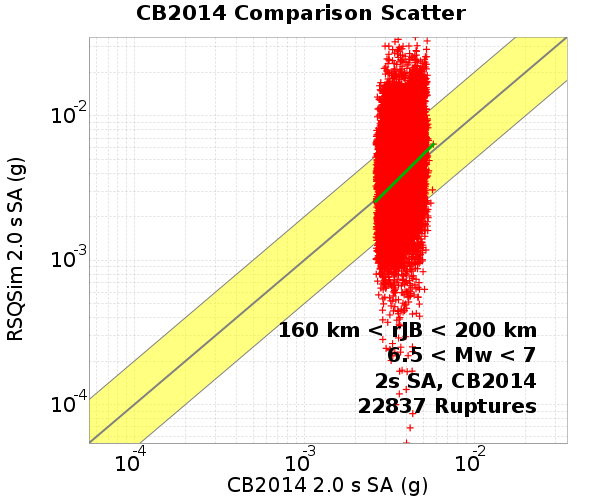 CB2014 Comparison Scatter
RSQSim 2.0 s SA (g)
10-2
10-3
10-4
160 km < rJB < 200 km
6.5 < Mw < 7
2s SA, CB2014
22837 Ruptures
10-4 10-3 10-2
CB2014 2.0 s SA (g)